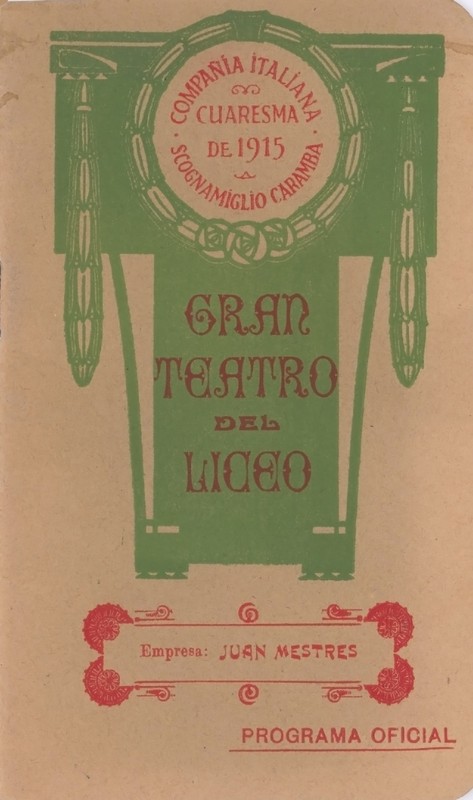 COMPAÑIA ITALIANA
CUARESMA
DE 1915
SCOGNAMIGLIO CARAMBA
GRAN
TEATRO
DEL
LICEO
Empresa: JUAN MESTRES
PROGRAMA OFICIAL